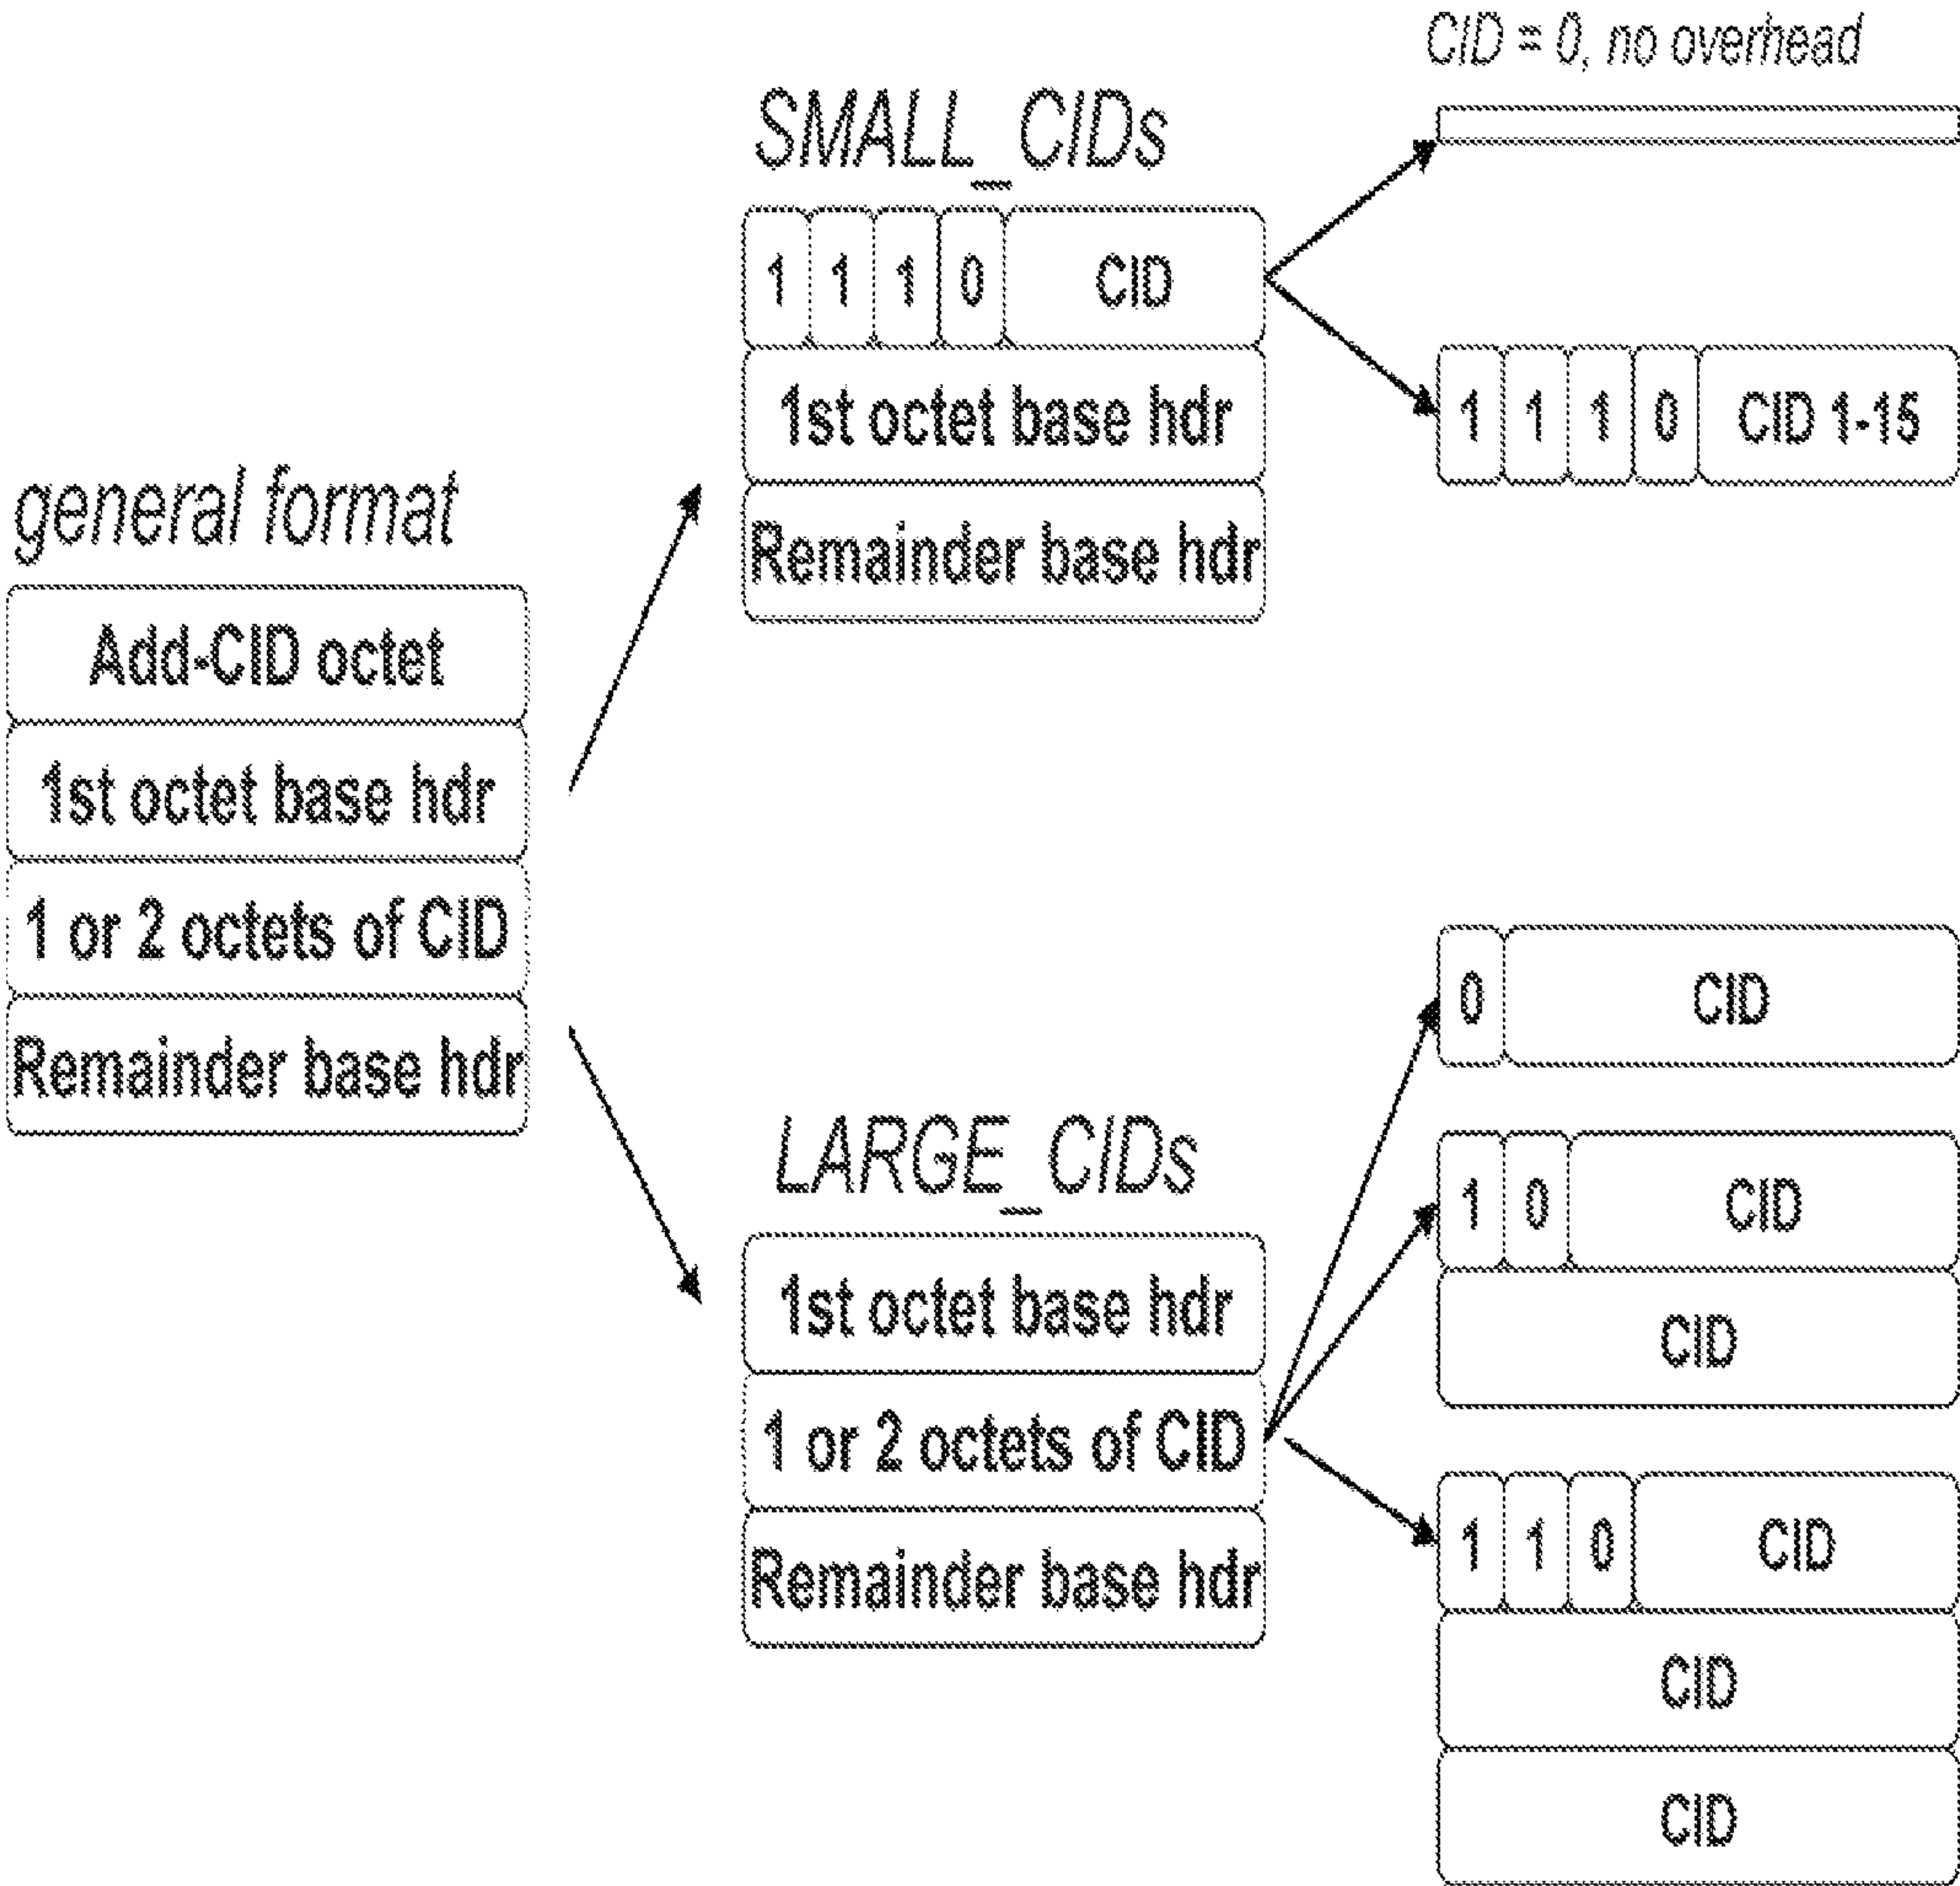 general format
Add-CID octet
1st octet base hdr
1 or 2 octets of CID
Remainder base hdr
SMALL_CIDs
1 1 1 0 CID
1st octet base hdr
Remainder base hdr
CID = 0, no overhead
1 1 1 0 CID 1-15
LARGE_CIDs
1st octet base hdr
1 or 2 octets of CID
Remainder base hdr
0 CID
1 0 CID
CID
1 1 0 CID
CID
CID